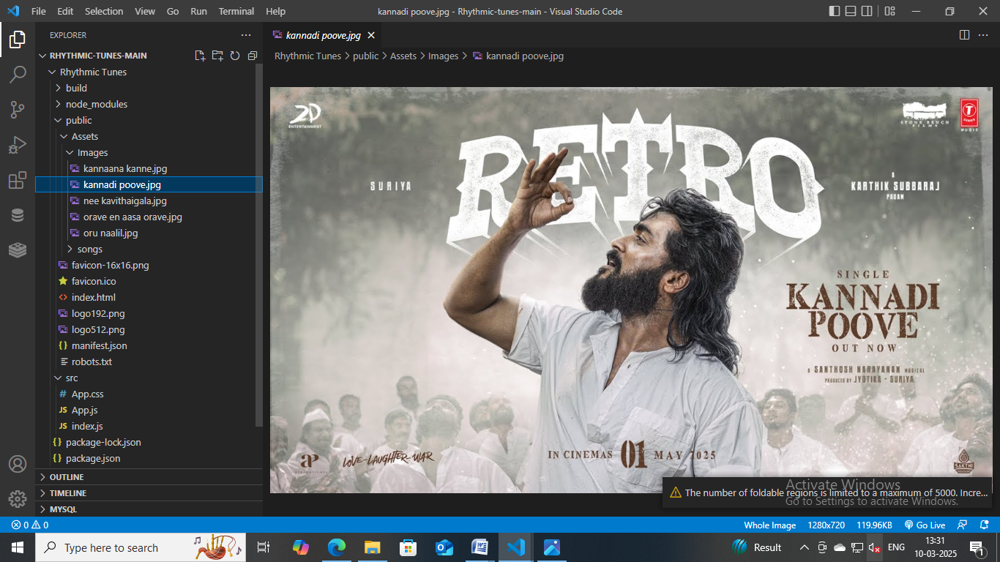 File Edit Selection View Go Run Terminal Help
kannadi poove.jpg - Rhythmic-tunes-main - Visual Studio Code
EXPLORER
RHYTHMIC-TUNES-MAIN
Rhythmic Tunes
build
node_modules
public
Assets
Images
kannaana kanne.jpg
kannadi poove.jpg
nee kavithaigala.jpg
orave en aasa orave.jpg
oru naalil.jpg
songs
favicon-16x16.png
favicon.ico
<> index.html
logo192.png
logo512.png
{} manifest.json
robots.txt
src
# App.css
JS App.js
JS index.js
{} package-lock.json
{} package.json
OUTLINE
TIMELINE
MYSQL
kannadi poove.jpg
Rhythmic Tunes > public > Assets > Images > kannadi poove.jpg
2D
ENTERTAINMENT
STONE BENCH
FILMS
T
SERIES
MUSIC
RETRO
SURIYA
A
KARTHIK SUBBARAJ
PADAM
SINGLE
KANNADI
POOVE
OUT NOW
A SANTHOSH NARAYANAN MUSICAL
PRODUCED BY JYOTIKA - SURIYA
AP
INTERNATIONAL
LOVE-LAUGHTER-WAR
IN CINEMAS 01 MAY 2025
SAKTHI
The number of foldable regions is limited to a maximum of 5000. Incre...
Activate Windows
Go to Settings to activate Windows.
0 0
Whole Image 1280x720 119.96KB Go Live
Type here to search
Result
ENG
13:31
10-03-2025
1